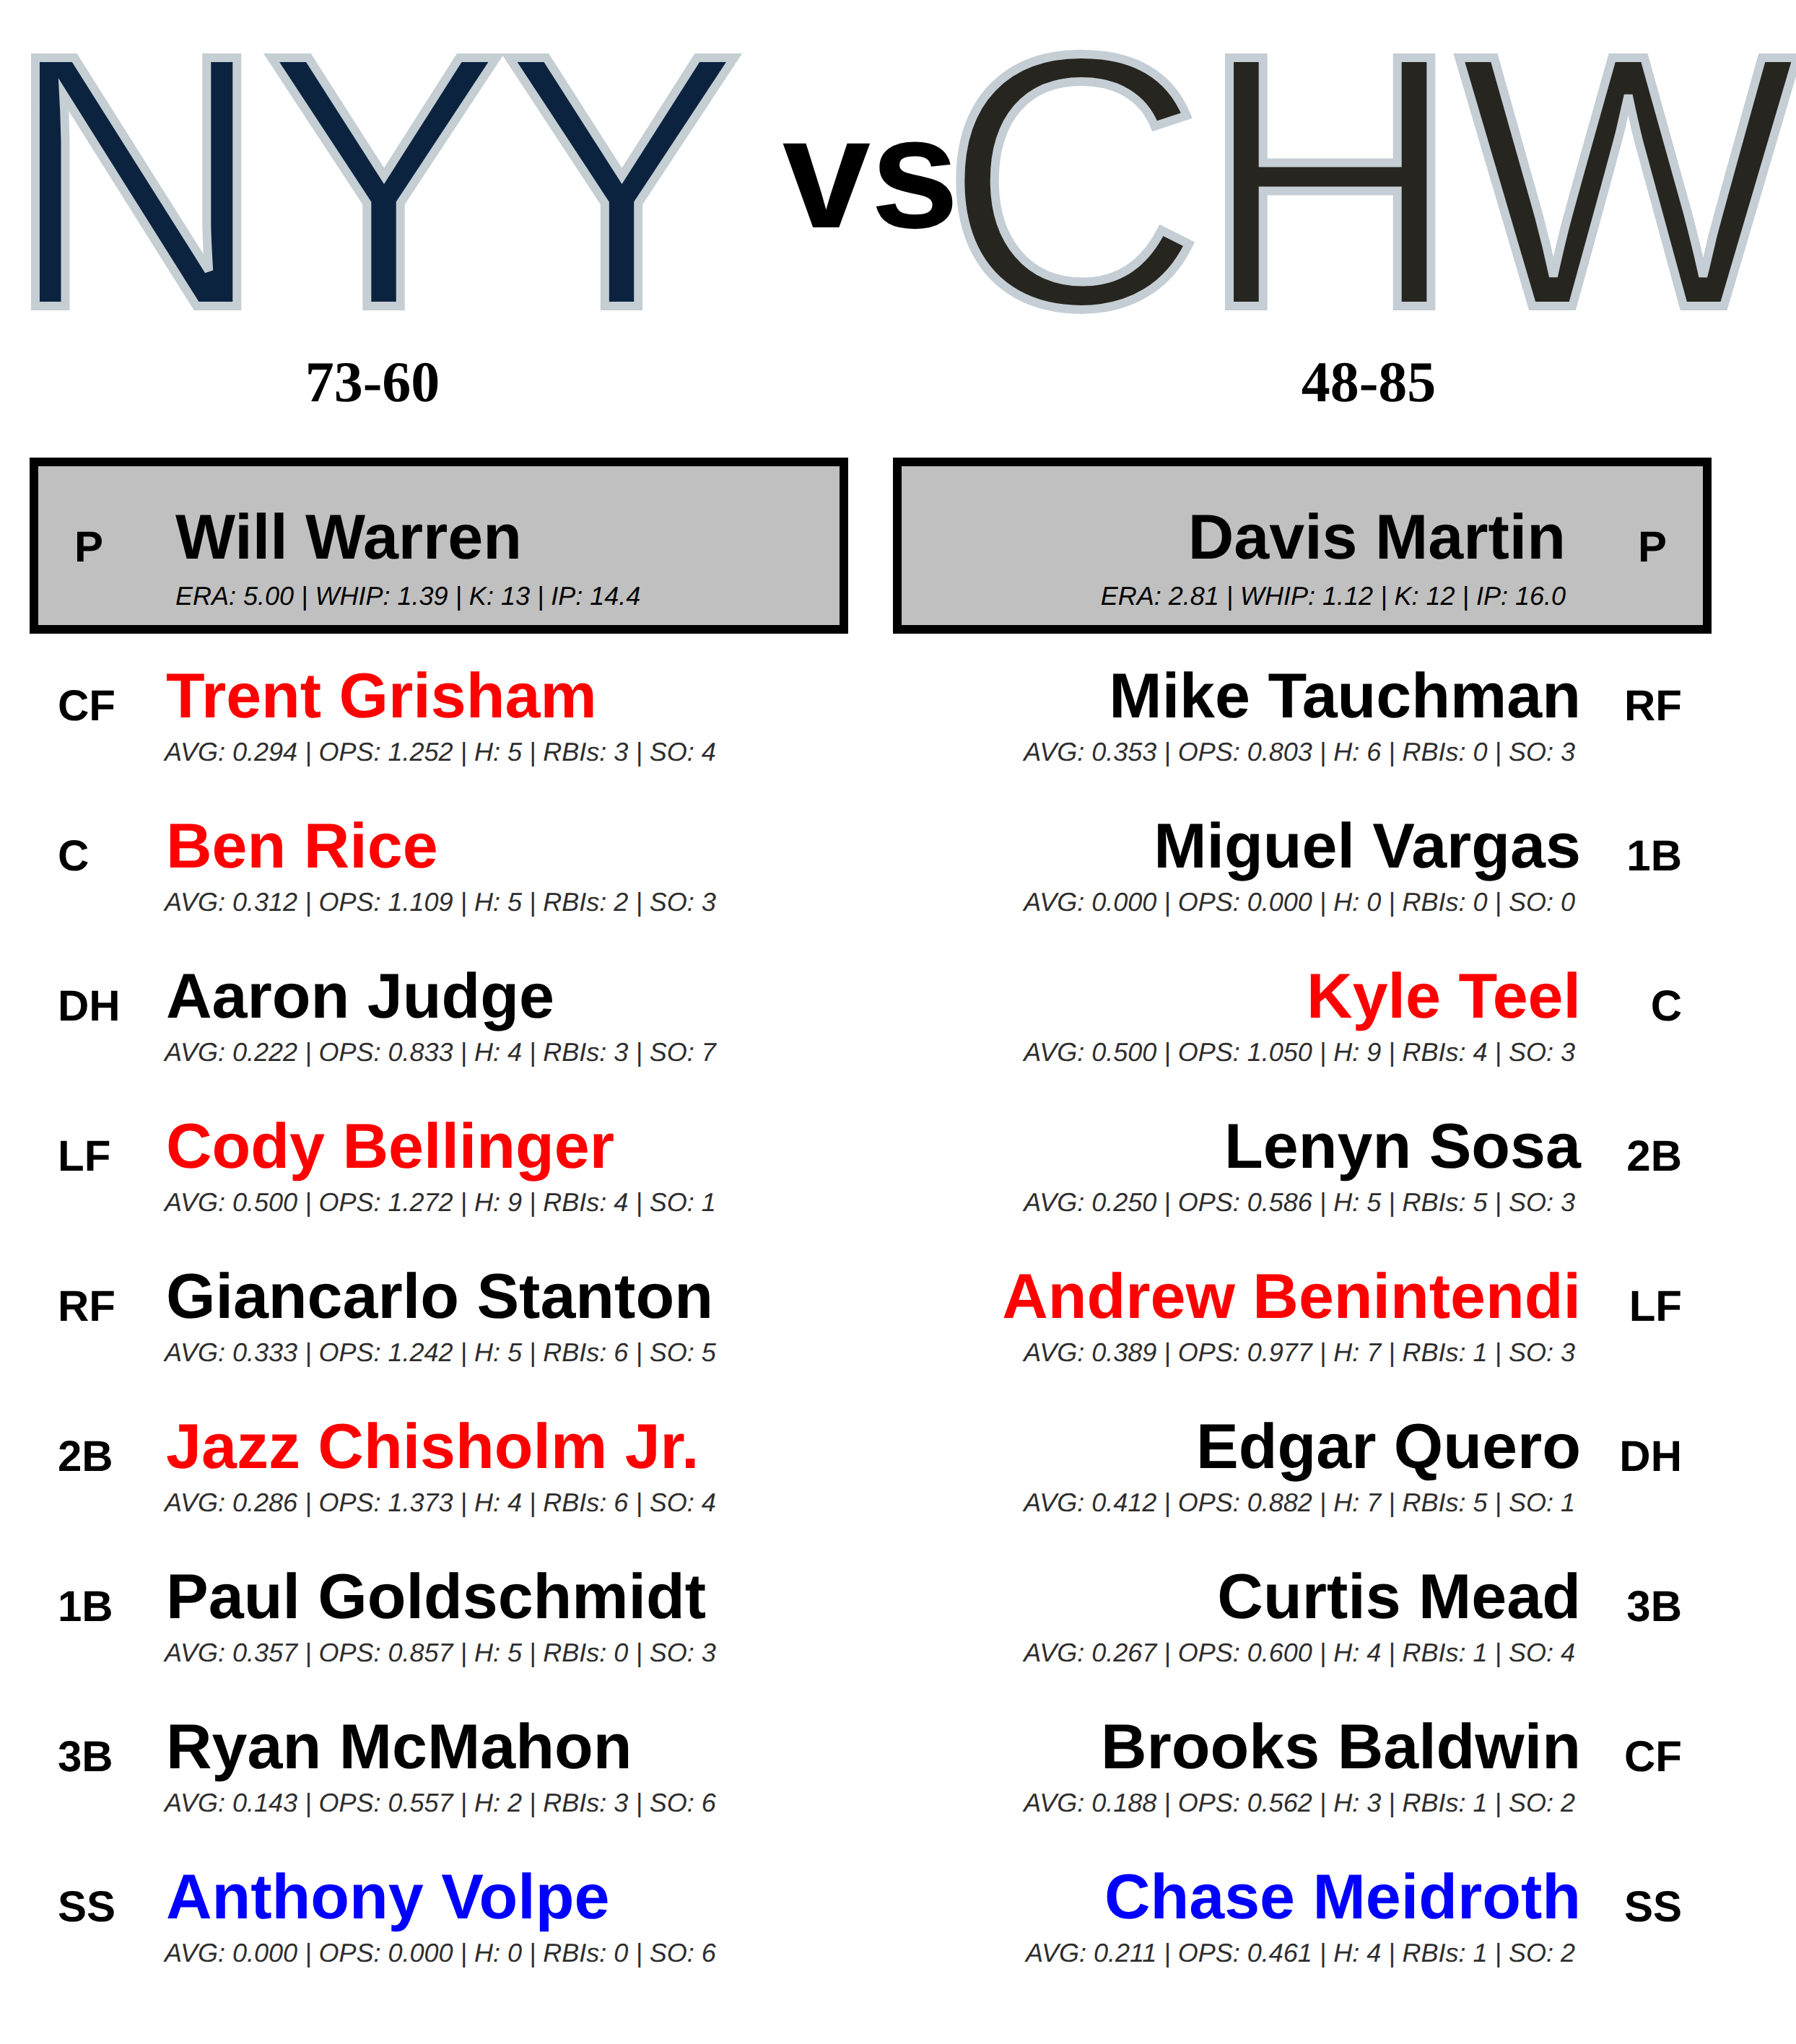 NYY vs CHW
73-60
48-85
P Will Warren
ERA: 5.00 | WHIP: 1.39 | K: 13 | IP: 14.4
Davis Martin P
ERA: 2.81 | WHIP: 1.12 | K: 12 | IP: 16.0
CF Trent Grisham
AVG: 0.294 | OPS: 1.252 | H: 5 | RBIs: 3 | SO: 4
C Ben Rice
AVG: 0.312 | OPS: 1.109 | H: 5 | RBIs: 2 | SO: 3
DH Aaron Judge
AVG: 0.222 | OPS: 0.833 | H: 4 | RBIs: 3 | SO: 7
LF Cody Bellinger
AVG: 0.500 | OPS: 1.272 | H: 9 | RBIs: 4 | SO: 1
RF Giancarlo Stanton
AVG: 0.333 | OPS: 1.242 | H: 5 | RBIs: 6 | SO: 5
2B Jazz Chisholm Jr.
AVG: 0.286 | OPS: 1.373 | H: 4 | RBIs: 6 | SO: 4
1B Paul Goldschmidt
AVG: 0.357 | OPS: 0.857 | H: 5 | RBIs: 0 | SO: 3
3B Ryan McMahon
AVG: 0.143 | OPS: 0.557 | H: 2 | RBIs: 3 | SO: 6
SS Anthony Volpe
AVG: 0.000 | OPS: 0.000 | H: 0 | RBIs: 0 | SO: 6
Mike Tauchman RF
AVG: 0.353 | OPS: 0.803 | H: 6 | RBIs: 0 | SO: 3
Miguel Vargas 1B
AVG: 0.000 | OPS: 0.000 | H: 0 | RBIs: 0 | SO: 0
Kyle Teel C
AVG: 0.500 | OPS: 1.050 | H: 9 | RBIs: 4 | SO: 3
Lenyn Sosa 2B
AVG: 0.250 | OPS: 0.586 | H: 5 | RBIs: 5 | SO: 3
Andrew Benintendi LF
AVG: 0.389 | OPS: 0.977 | H: 7 | RBIs: 1 | SO: 3
Edgar Quero DH
AVG: 0.412 | OPS: 0.882 | H: 7 | RBIs: 5 | SO: 1
Curtis Mead 3B
AVG: 0.267 | OPS: 0.600 | H: 4 | RBIs: 1 | SO: 4
Brooks Baldwin CF
AVG: 0.188 | OPS: 0.562 | H: 3 | RBIs: 1 | SO: 2
Chase Meidroth SS
AVG: 0.211 | OPS: 0.461 | H: 4 | RBIs: 1 | SO: 2